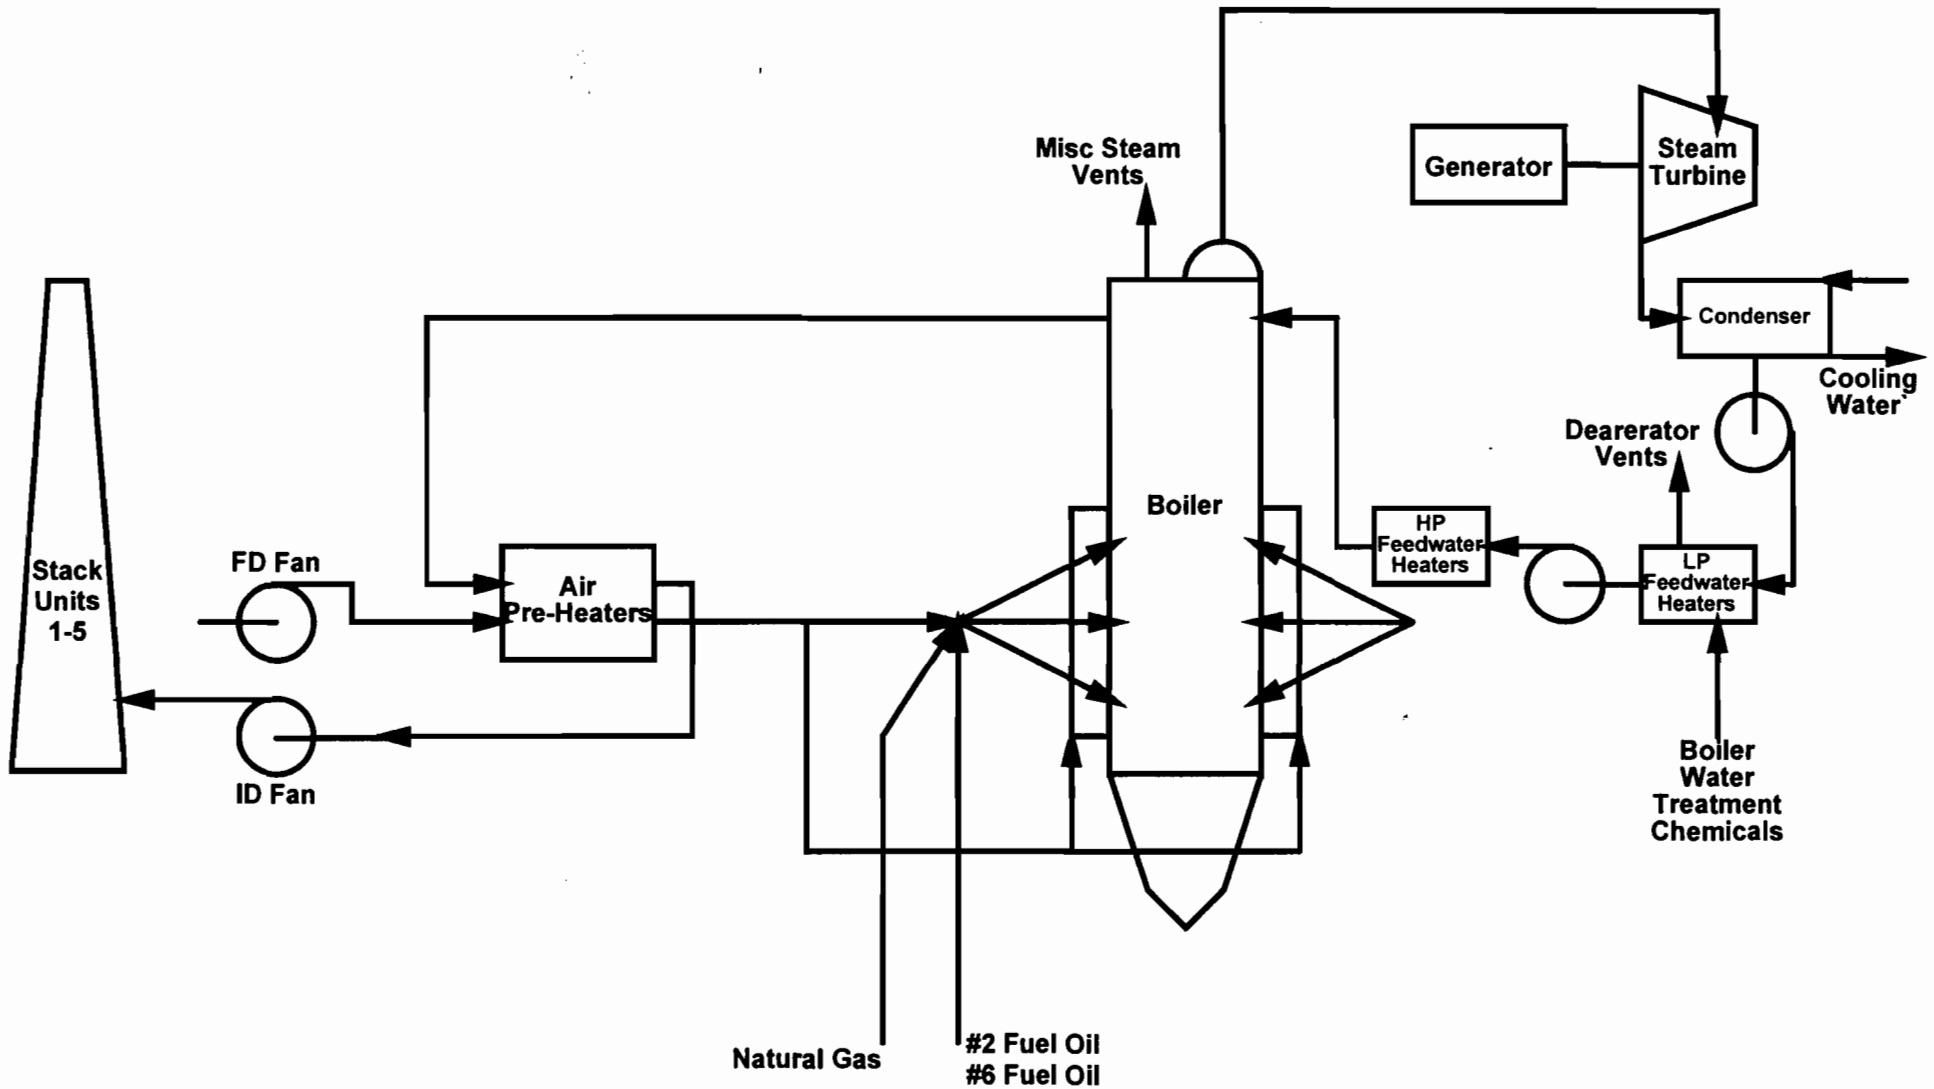 Misc Steam
Vents
Generator
Steam
Turbine
Condenser
Cooling
Water
Dearerator
Vents
Boiler
HP
Feedwater
Heaters
LP
Feedwater
Heaters
Stack
Units
1-5
FD Fan
Air
Pre-Heaters
ID Fan
Boiler
Water
Treatment
Chemicals
Natural Gas
#2 Fuel Oil
#6 Fuel Oil